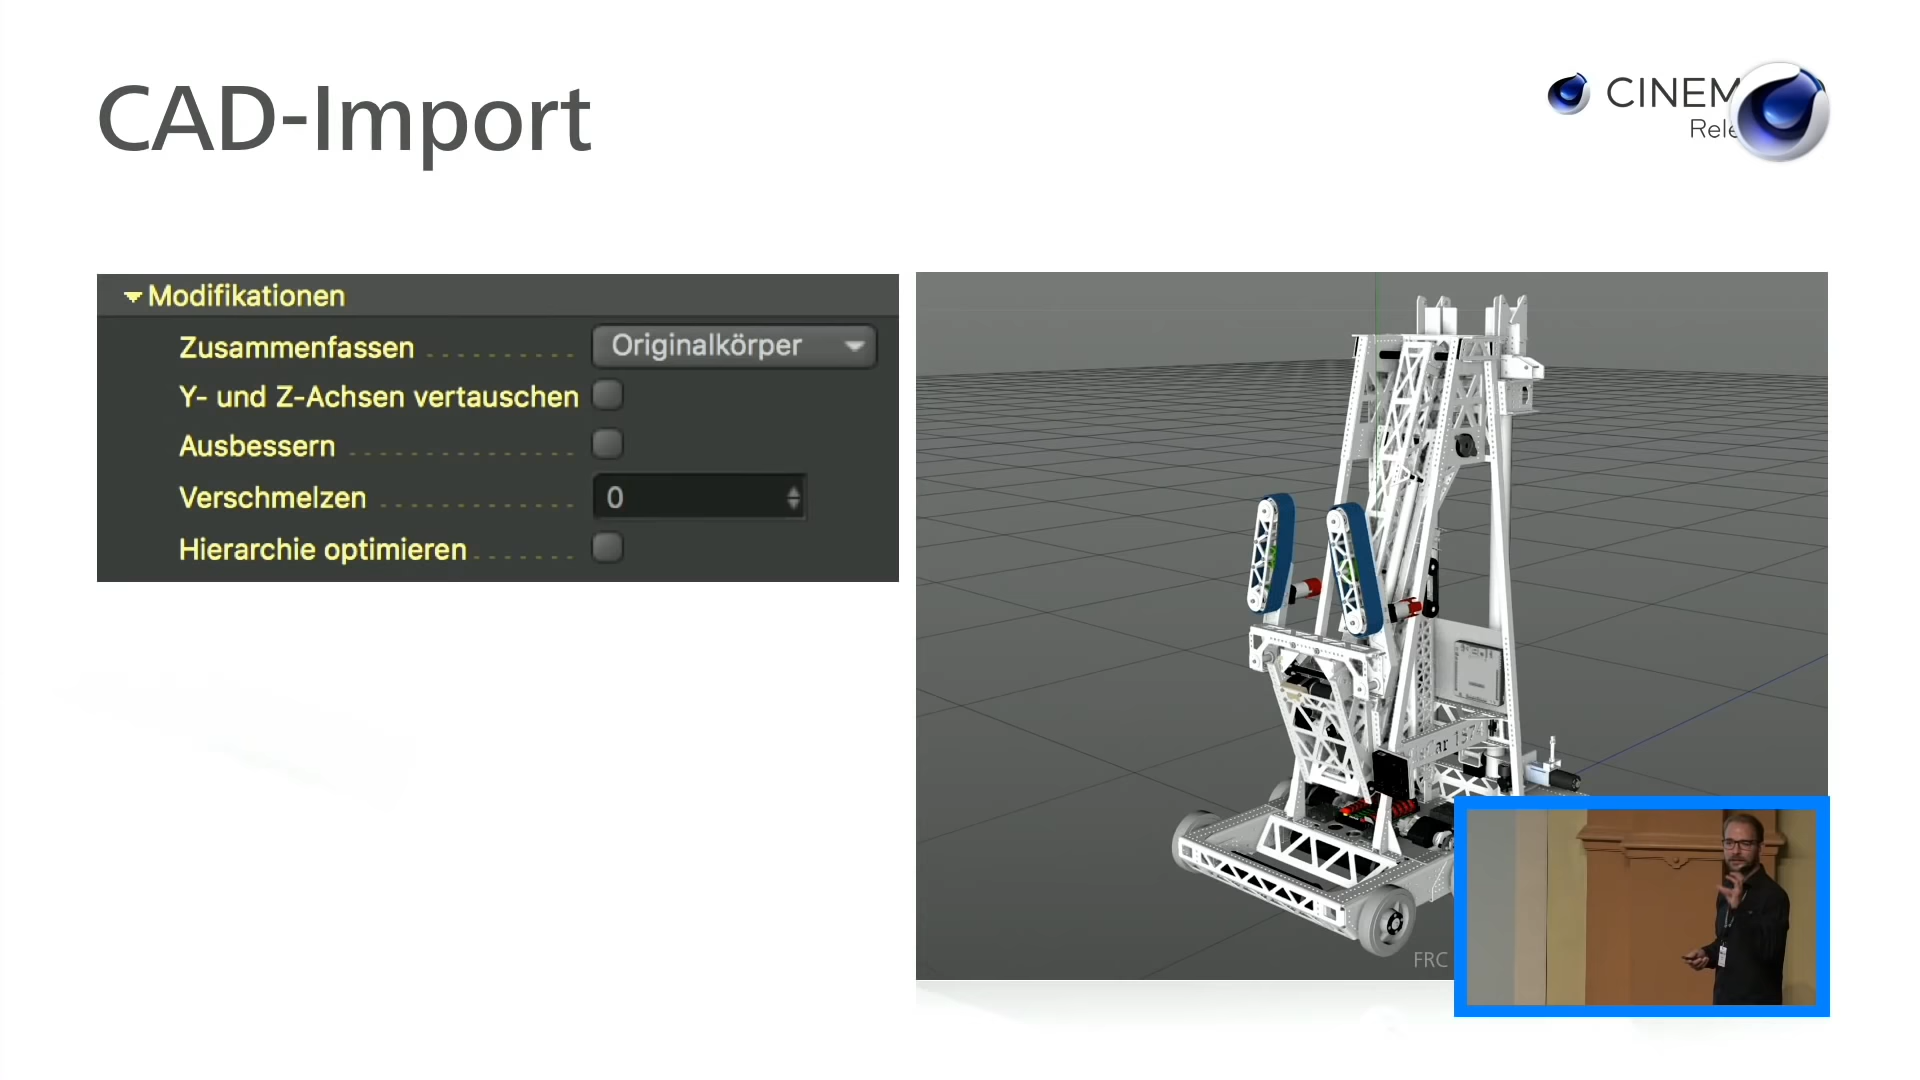 CAD-Import
CINEM
Rele
Modifikationen
Zusammenfassen Originalkörper
Y- und Z-Achsen vertauschen
Ausbessern
Verschmelzen 0
Hierarchie optimieren
FRC